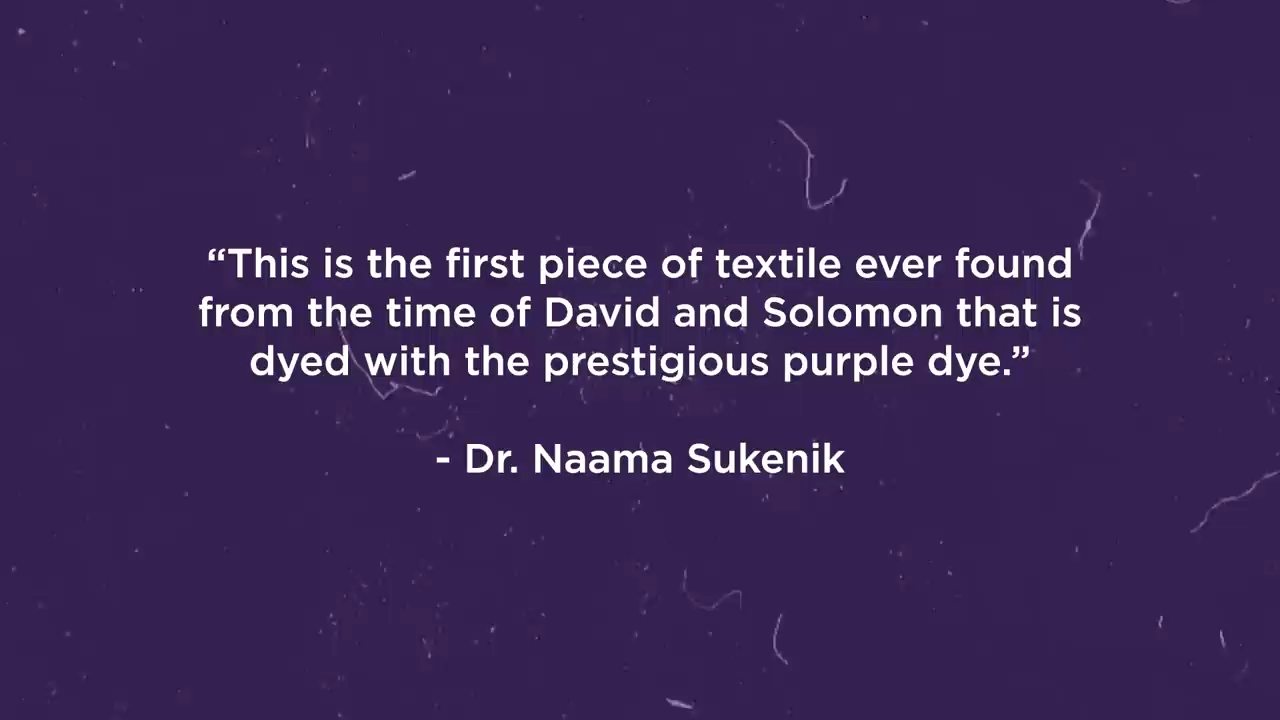 “This is the first piece of textile ever found
from the time of David and Solomon that is
dyed with the prestigious purple dye.”
- Dr. Naama Sukenik